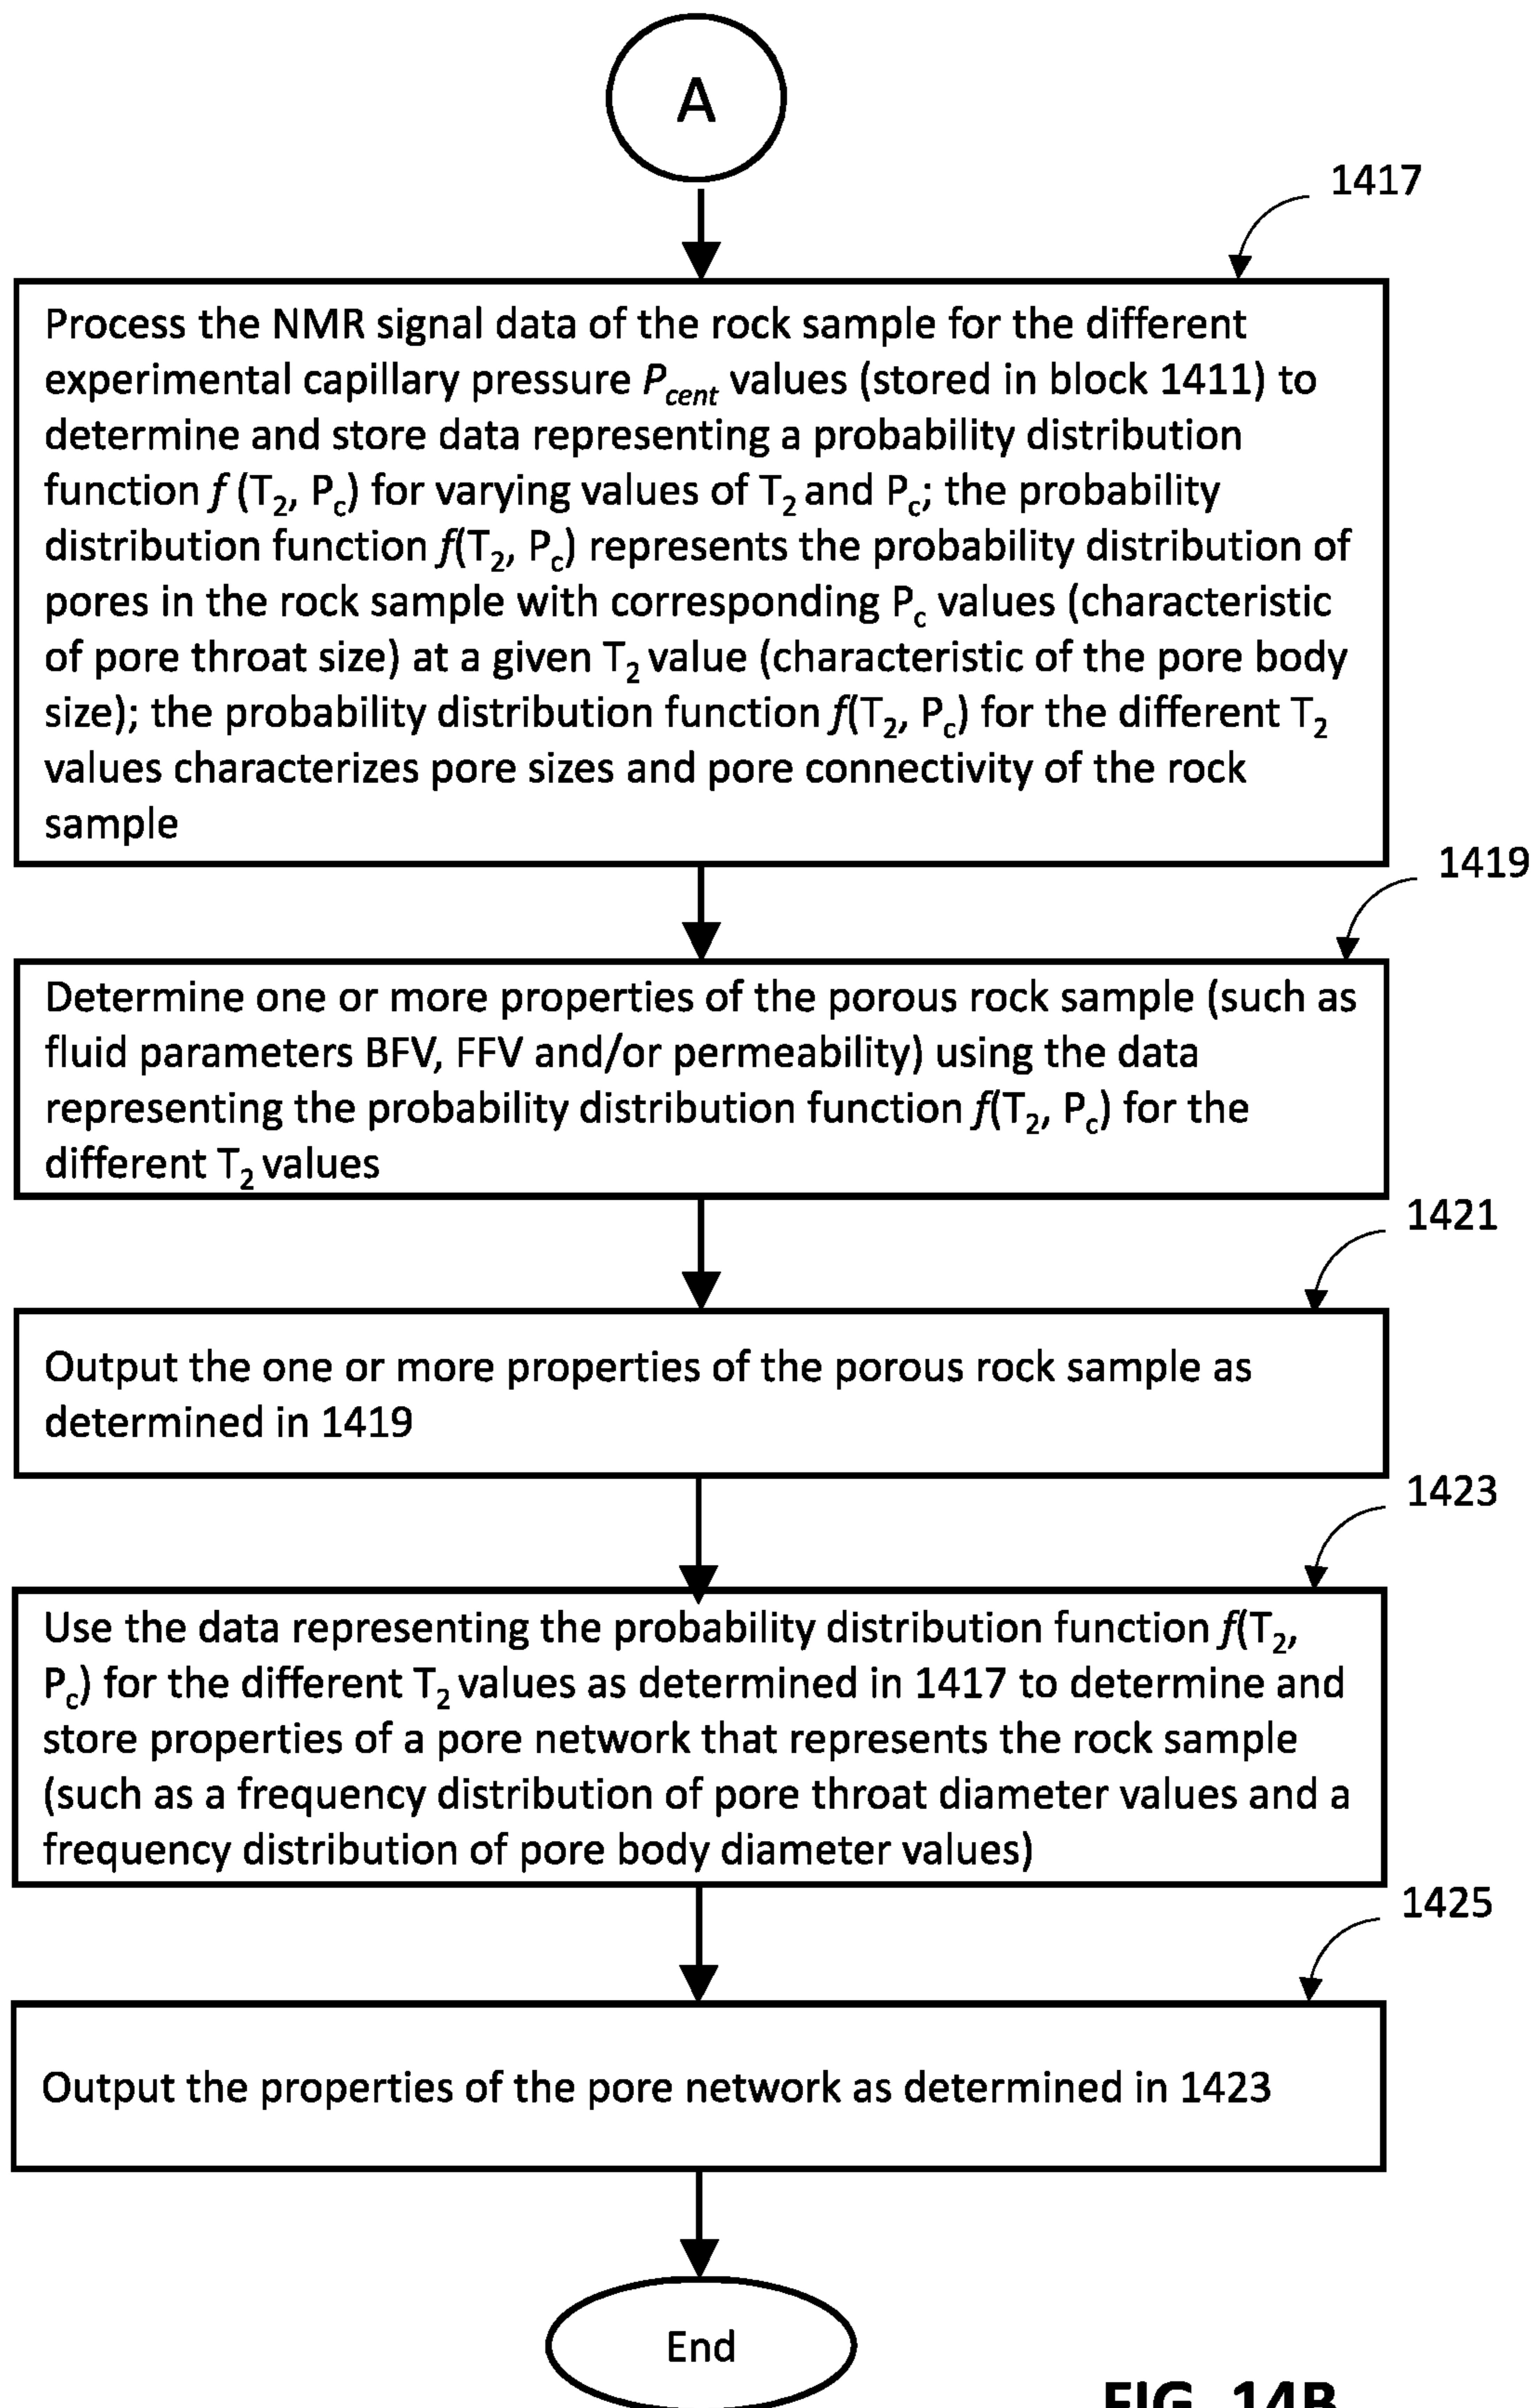 A
1417
Process the NMR signal data of the rock sample for the different
experimental capillary pressure P_cent values (stored in block 1411) to
determine and store data representing a probability distribution
function f (T₂, P_c) for varying values of T₂ and P_c; the probability
distribution function f(T₂, P_c) represents the probability distribution of
pores in the rock sample with corresponding P_c values (characteristic
of pore throat size) at a given T₂ value (characteristic of the pore body
size); the probability distribution function f(T₂, P_c) for the different T₂
values characterizes pore sizes and pore connectivity of the rock
sample
1419
Determine one or more properties of the porous rock sample (such as
fluid parameters BFV, FFV and/or permeability) using the data
representing the probability distribution function f(T₂, P_c) for the
different T₂ values
1421
Output the one or more properties of the porous rock sample as
determined in 1419
1423
Use the data representing the probability distribution function f(T₂,
P_c) for the different T₂ values as determined in 1417 to determine and
store properties of a pore network that represents the rock sample
(such as a frequency distribution of pore throat diameter values and a
frequency distribution of pore body diameter values)
1425
Output the properties of the pore network as determined in 1423
End
FIG. 14B